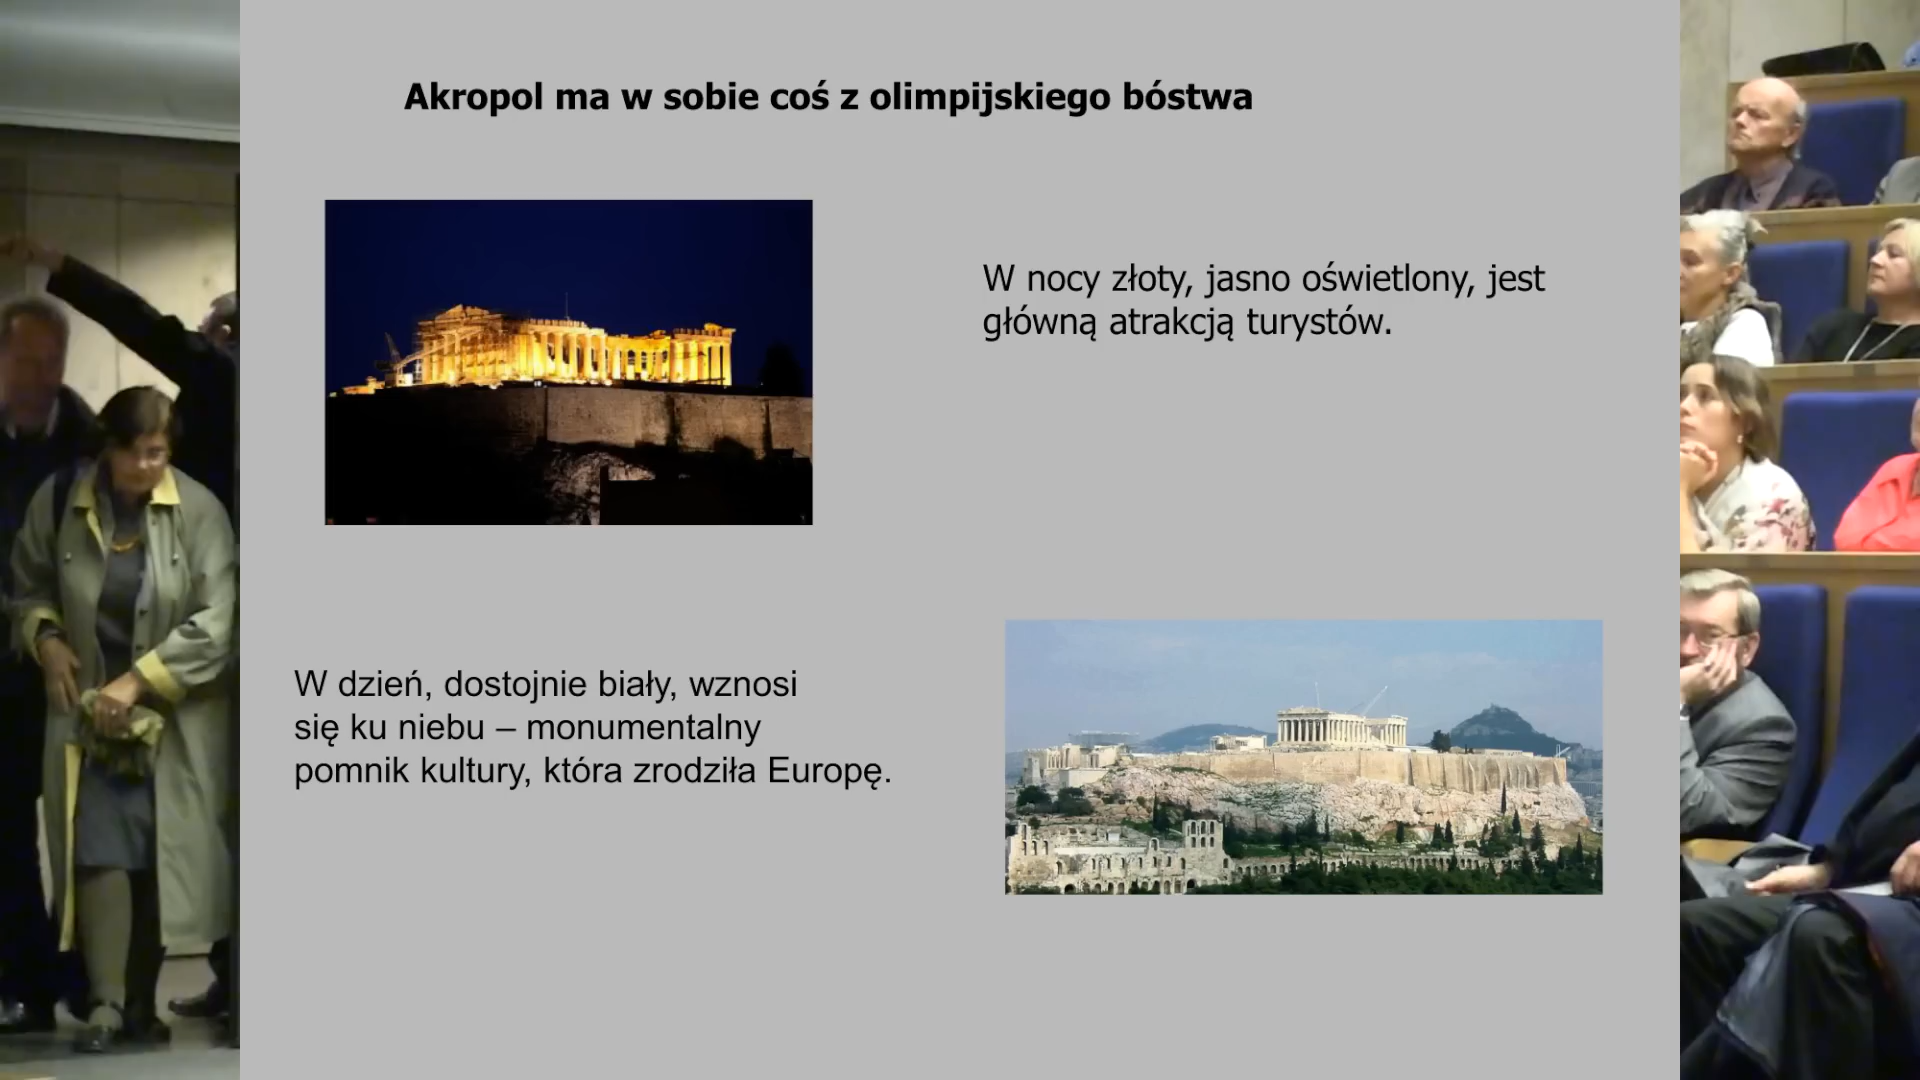 Akropol ma w sobie coś z olimpijskiego bóstwa
W nocy złoty, jasno oświetlony, jest
główną atrakcją turystów.
W dzień, dostojnie biały, wznosi
się ku niebu – monumentalny
pomnik kultury, która zrodziła Europę.